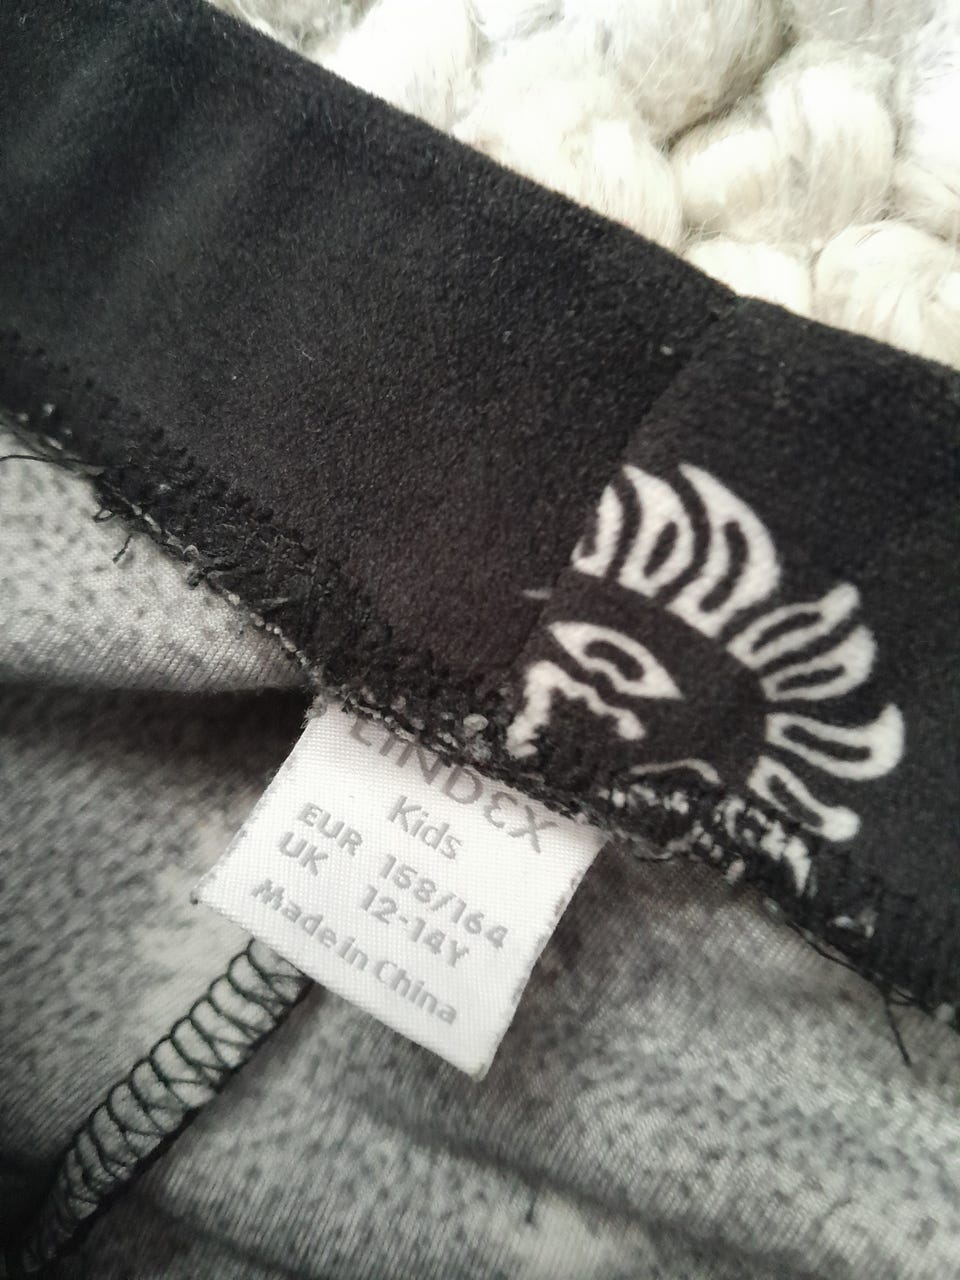 LINDEX
Kids
EUR 158/164
UK 12-14Y
Made in China